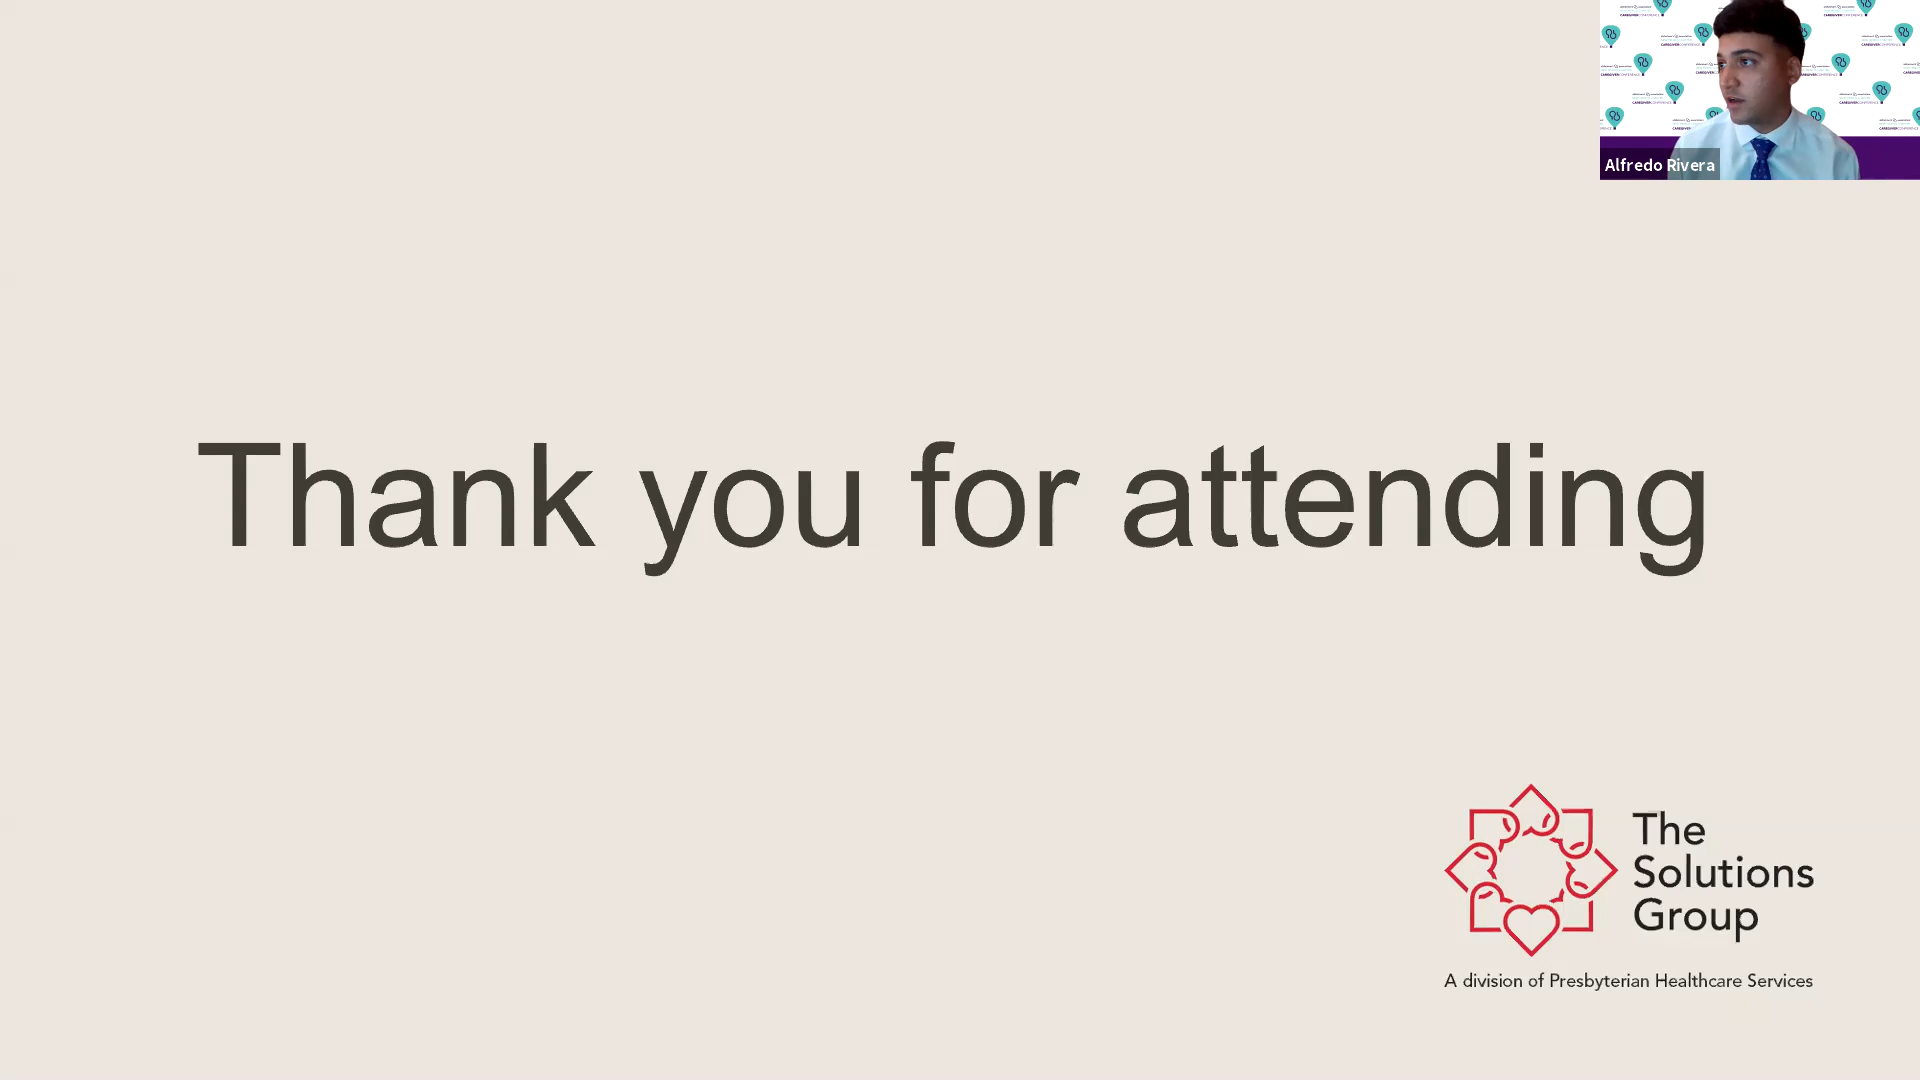 Alfredo Rivera
Thank you for attending
The
Solutions
Group
A division of Presbyterian Healthcare Services